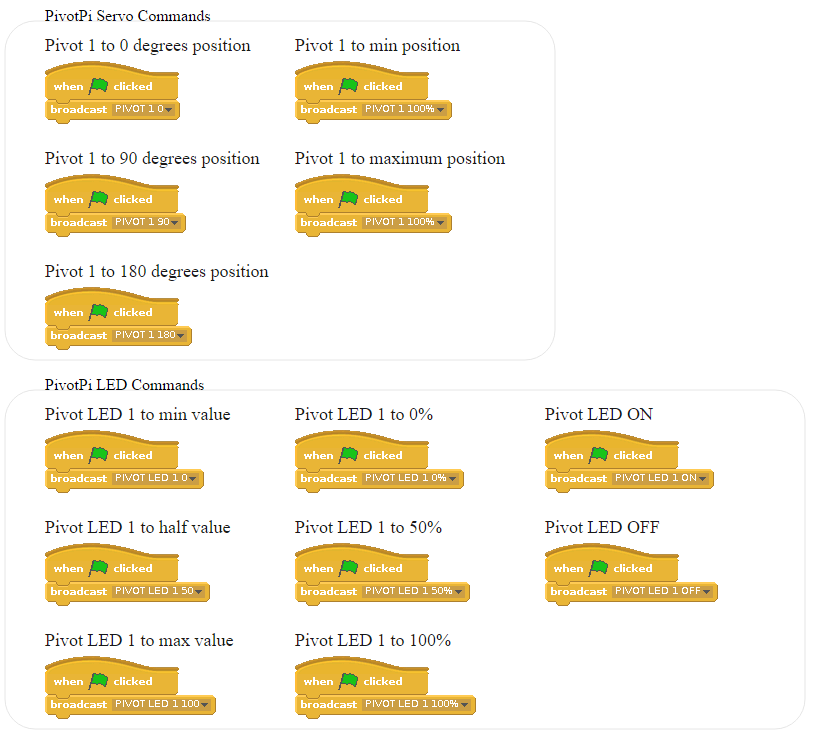 PivotPi Servo Commands
Pivot 1 to 0 degrees position
when clicked
broadcast PIVOT 1 0
Pivot 1 to min position
when clicked
broadcast PIVOT 1 100%
Pivot 1 to 90 degrees position
when clicked
broadcast PIVOT 1 90
Pivot 1 to maximum position
when clicked
broadcast PIVOT 1 100%
Pivot 1 to 180 degrees position
when clicked
broadcast PIVOT 1 180
PivotPi LED Commands
Pivot LED 1 to min value
when clicked
broadcast PIVOT LED 1 0
Pivot LED 1 to 0%
when clicked
broadcast PIVOT LED 1 0%
Pivot LED ON
when clicked
broadcast PIVOT LED 1 ON
Pivot LED 1 to half value
when clicked
broadcast PIVOT LED 1 50
Pivot LED 1 to 50%
when clicked
broadcast PIVOT LED 1 50%
Pivot LED OFF
when clicked
broadcast PIVOT LED 1 OFF
Pivot LED 1 to max value
when clicked
broadcast PIVOT LED 1 100
Pivot LED 1 to 100%
when clicked
broadcast PIVOT LED 1 100%